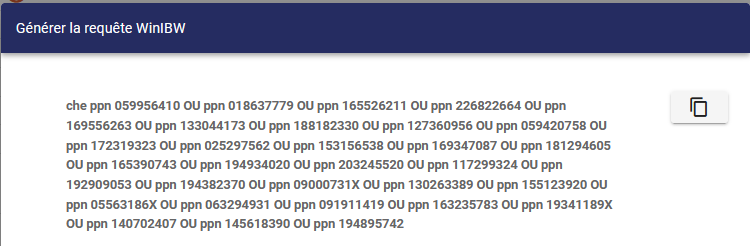 Générer la requête WinIBW
che ppn 059956410 OU ppn 018637779 OU ppn 165526211 OU ppn 226822664 OU ppn
169556263 OU ppn 133044173 OU ppn 188182330 OU ppn 127360956 OU ppn 059420758 OU
ppn 172319323 OU ppn 025297562 OU ppn 153156538 OU ppn 169347087 OU ppn 181294605
OU ppn 165390743 OU ppn 194934020 OU ppn 203245520 OU ppn 117299324 OU ppn
192909053 OU ppn 194382370 OU ppn 09000731X OU ppn 130263389 OU ppn 155123920 OU
ppn 05563186X OU ppn 063294931 OU ppn 091911419 OU ppn 163235783 OU ppn 19341189X
OU ppn 140702407 OU ppn 145618390 OU ppn 194895742